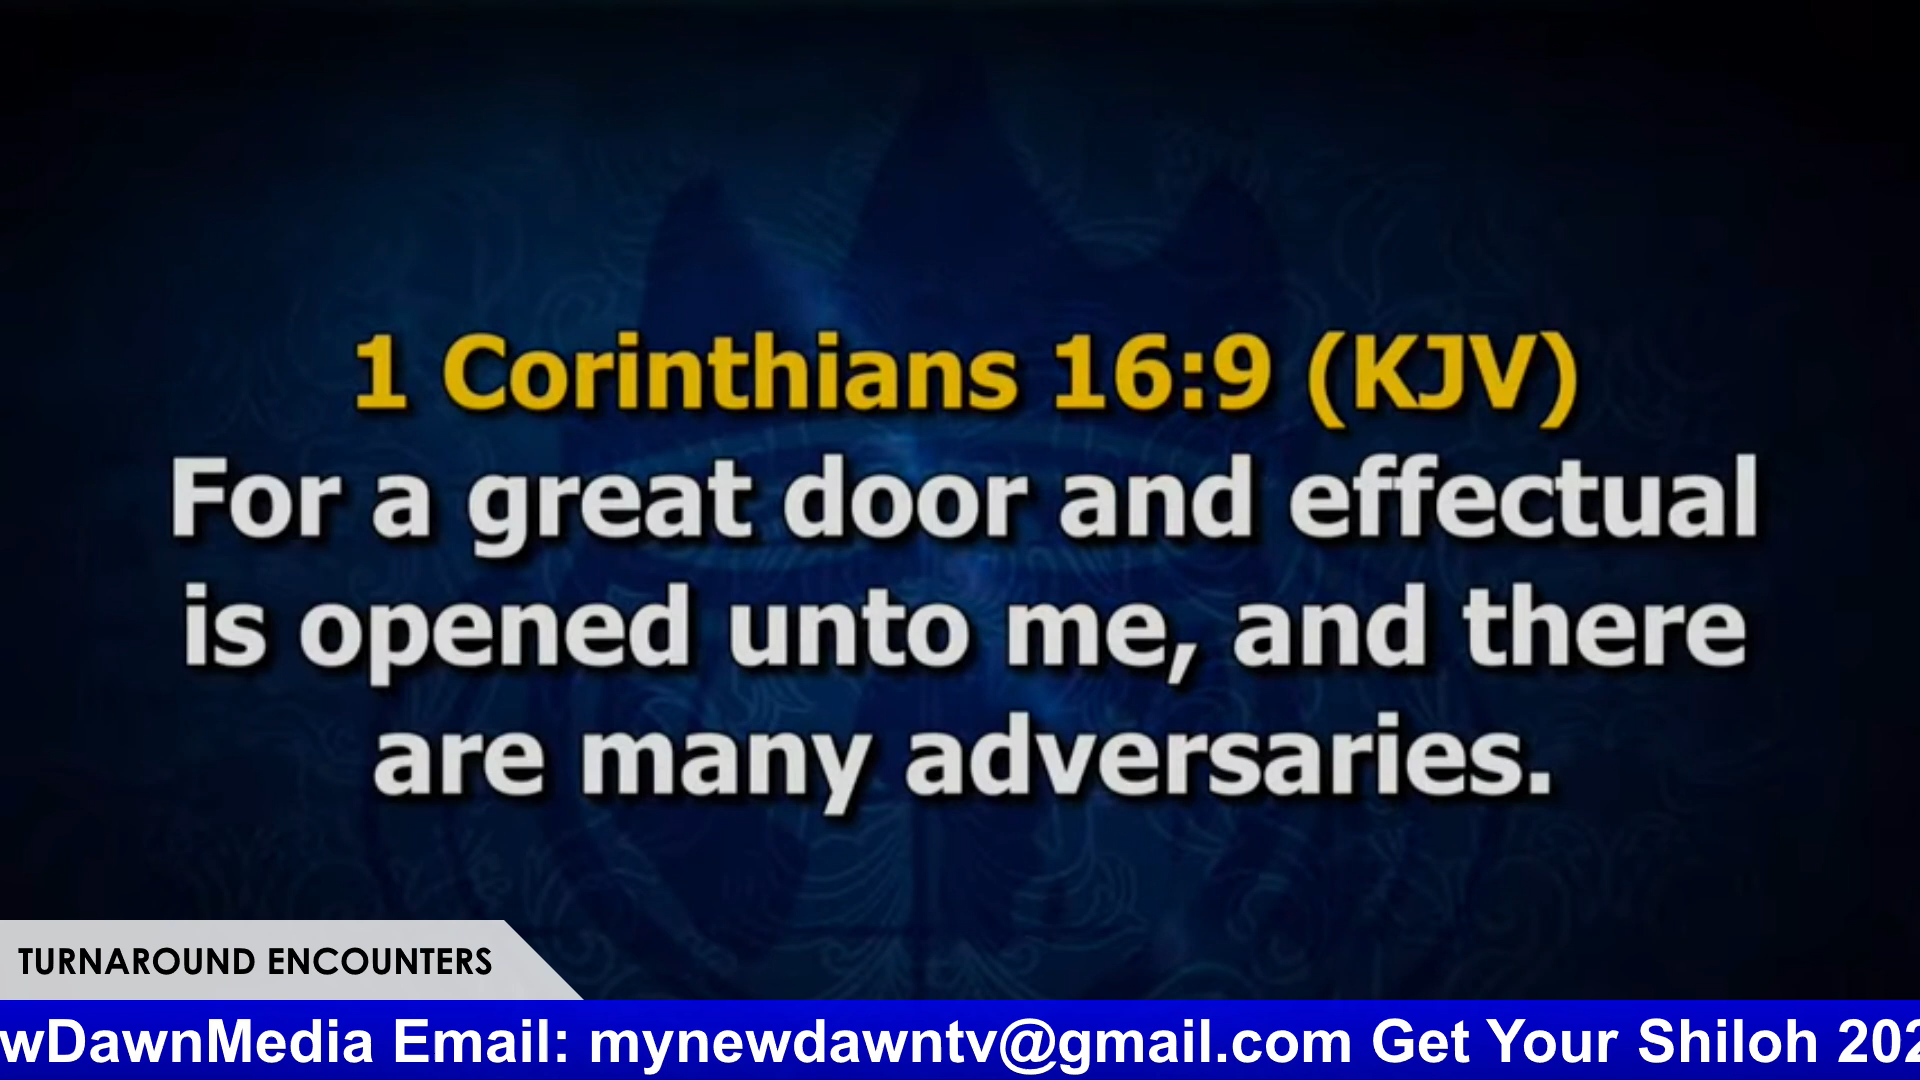 1 Corinthians 16:9 (KJV)
For a great door and effectual
is opened unto me, and there
are many adversaries.
TURNAROUND ENCOUNTERS
wDawnMedia Email: mynewdawntv@gmail.com Get Your Shiloh 202